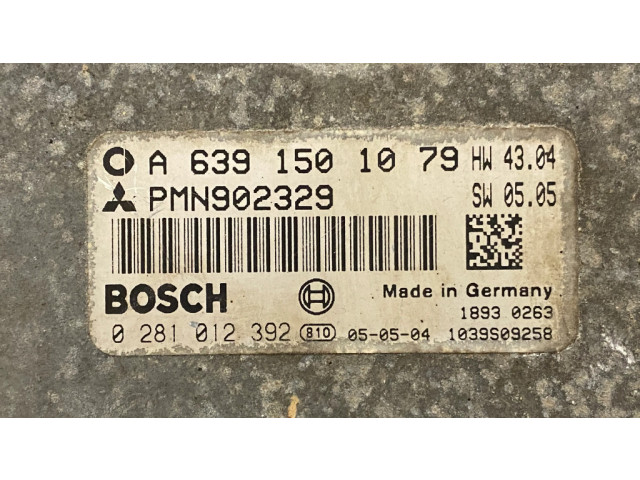 A 639 150 10 79 HW 43.04
PMN902329 SW 05.05
BOSCH Made in Germany
1893 0263
0 281 012 392 810 05-05-04 1039S09258